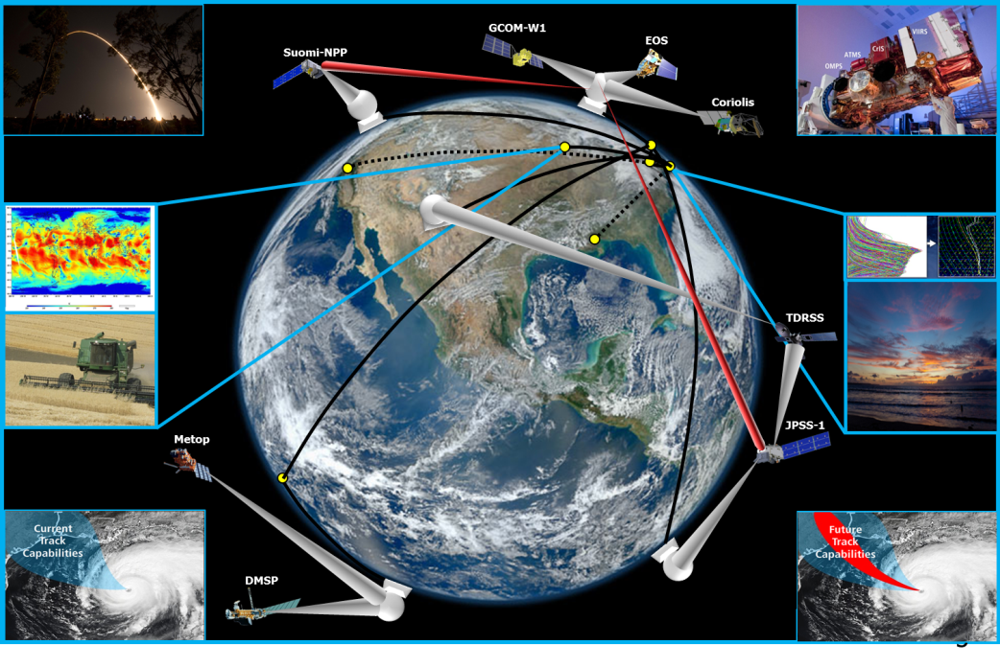 GCOM-W1
Suomi-NPP
EOS
Coriolis
VIIRS
CrIS
ATMS
OMPS
TDRSS
JPSS-1
Metop
DMSP
Current
Track
Capabilities
Future
Track
Capabilities